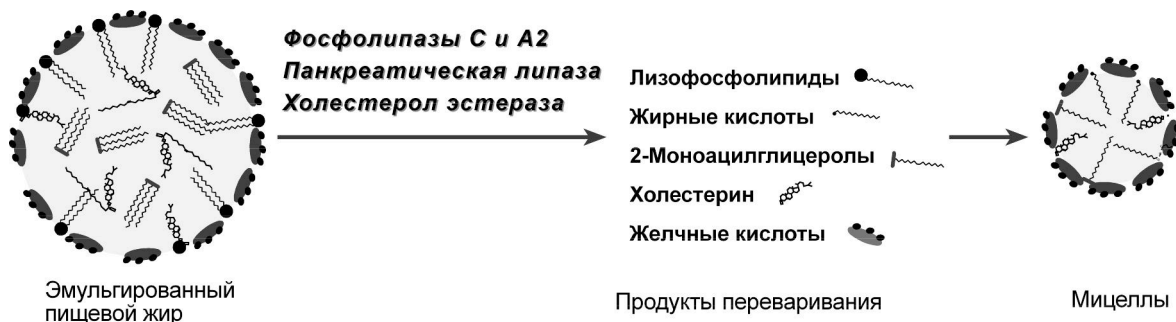 Фосфолипазы С и А2
Панкреатическая липаза
Холестерол эстераза
Лизофосфолипиды
Жирные кислоты
2-Моноацилглицеролы
Холестерин
Желчные кислоты
Эмульгированный
пищевой жир
Продукты переваривания
Мицеллы